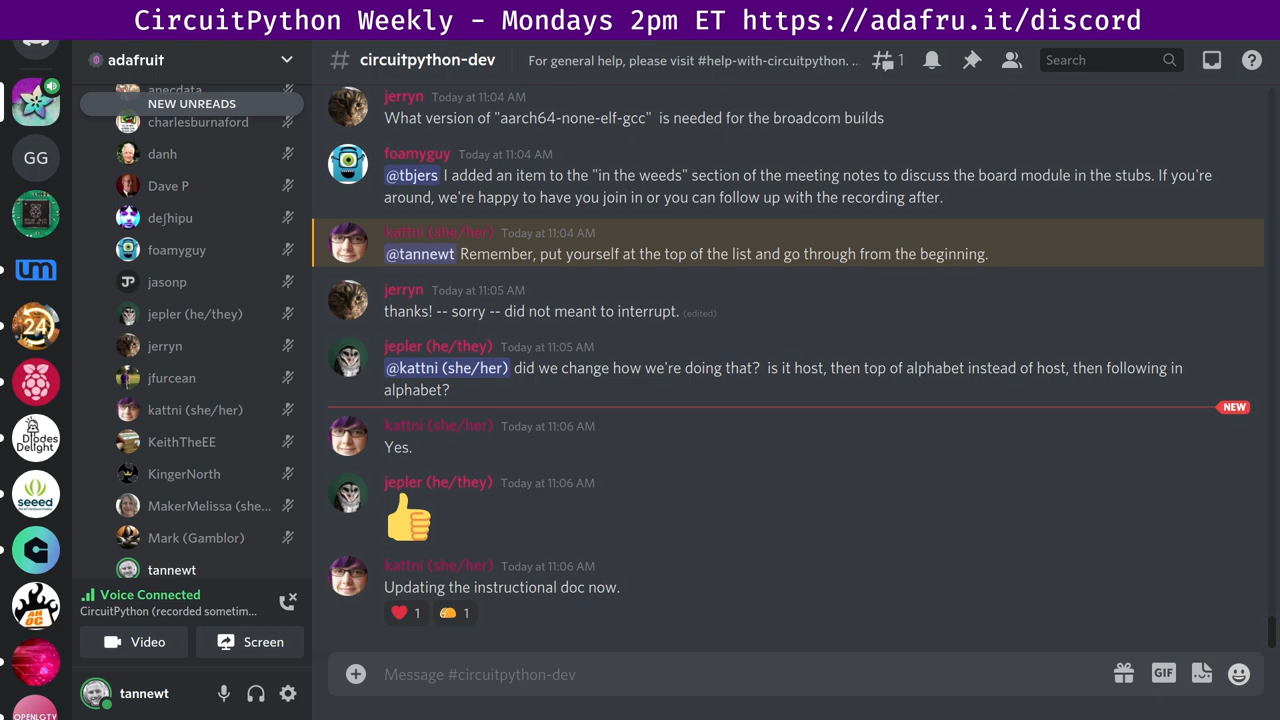 CircuitPython Weekly - Mondays 2pm ET https://adafru.it/discord
adafruit
circuitpython-dev
For general help, please visit #help-with-circuitpython. ..
1
Search
NEW UNREADS
anecdata
charlesburnaford
danh
Dave P
deʃhipu
foamyguy
jasonp
jepler (he/they)
jerryn
jfurcean
kattni (she/her)
KeithTheEE
KingerNorth
MakerMelissa (she...
Mark (Gamblor)
tannewt
Voice Connected
CircuitPython (recorded sometim...
Video
Screen
tannewt
GG
24
Diodes
Delight
seeed
AH
OC
OPENLGTV
jerryn Today at 11:04 AM
What version of "aarch64-none-elf-gcc" is needed for the broadcom builds
foamyguy Today at 11:04 AM
@tbjers I added an item to the "in the weeds" section of the meeting notes to discuss the board module in the stubs. If you're
around, we're happy to have you join in or you can follow up with the recording after.
kattni (she/her) Today at 11:04 AM
@tannewt Remember, put yourself at the top of the list and go through from the beginning.
jerryn Today at 11:05 AM
thanks! -- sorry -- did not meant to interrupt. (edited)
jepler (he/they) Today at 11:05 AM
@kattni (she/her) did we change how we're doing that? is it host, then top of alphabet instead of host, then following in
alphabet?
NEW
kattni (she/her) Today at 11:06 AM
Yes.
jepler (he/they) Today at 11:06 AM
kattni (she/her) Today at 11:06 AM
Updating the instructional doc now.
1 1
Message #circuitpython-dev
GIF